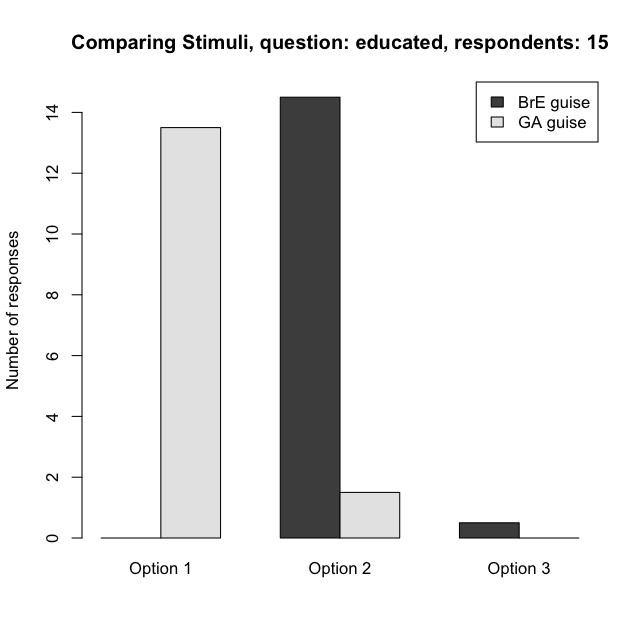 Comparing Stimuli, question: educated, respondents: 15
BrE guise
GA guise
Number of responses
14
12
10
8
6
4
2
0
Option 1
Option 2
Option 3